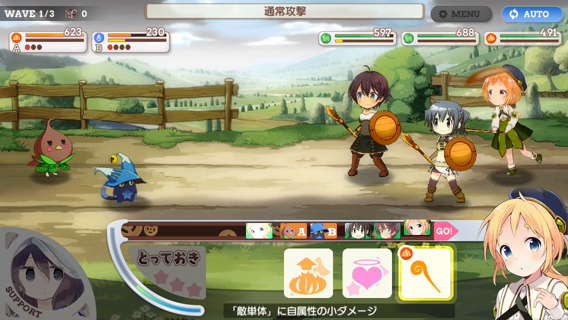 WAVE 1/3
0
通常攻撃
MENU
AUTO
623
230
A
B
597
688
491
A
B
GO!
とっておき
SUPPORT
「敵単体」に自属性の小ダメージ